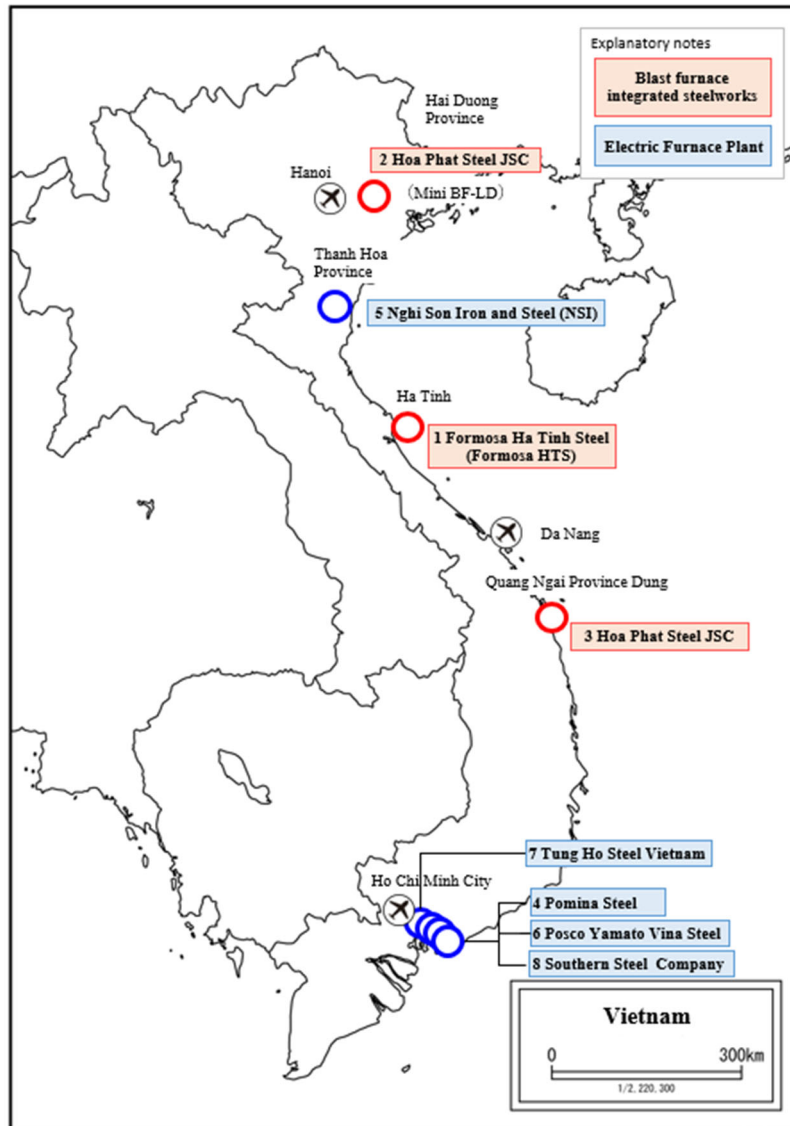 Explanatory notes
Blast furnace
integrated steelworks
Electric Furnace Plant
Hai Duong
Province
2 Hoa Phat Steel JSC
Hanoi
(Mini BF-LD)
Thanh Hoa
Province
5 Nghi Son Iron and Steel (NSI)
Ha Tinh
1 Formosa Ha Tinh Steel
(Formosa HTS)
Da Nang
Quang Ngai Province Dung
3 Hoa Phat Steel JSC
7 Tung Ho Steel Vietnam
Ho Chi Minh City
4 Pomina Steel
6 Posco Yamato Vina Steel
8 Southern Steel Company
Vietnam
0 300km
1/2,220,300